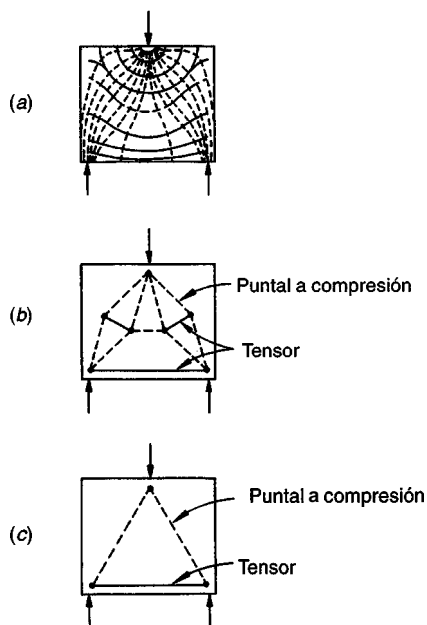 (a)
Puntal a compresión
(b)
Tensor
Puntal a compresión
(c)
Tensor